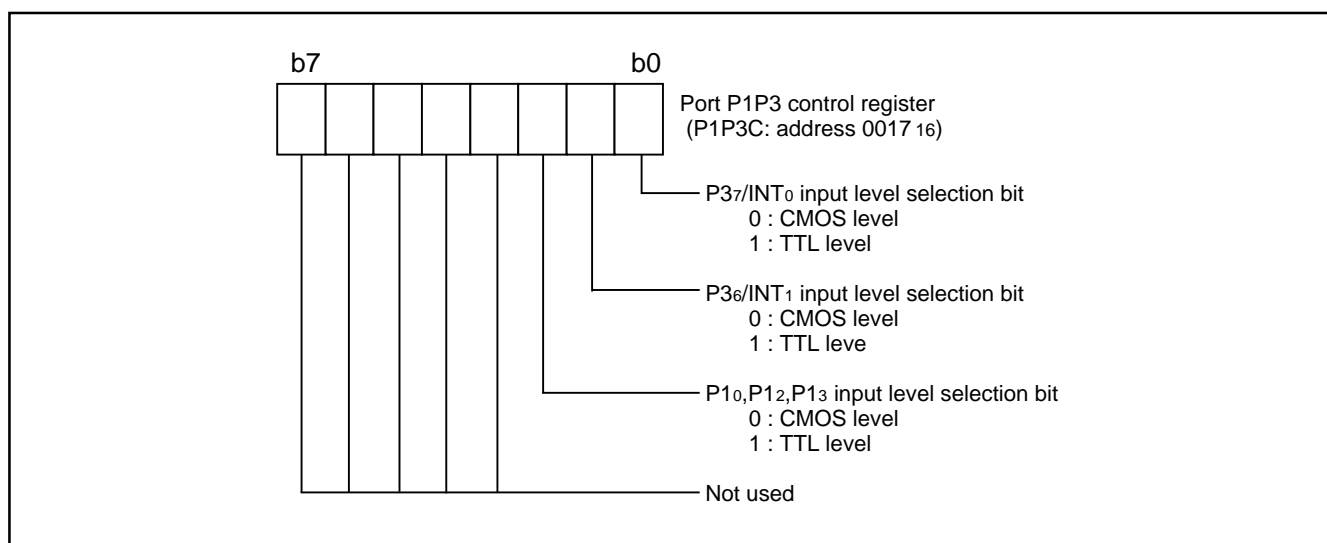 b7 b0
Port P1P3 control register
(P1P3C: address 0017 16)
P37/INT0 input level selection bit
0 : CMOS level
1 : TTL level
P36/INT1 input level selection bit
0 : CMOS level
1 : TTL leve
P10,P12,P13 input level selection bit
0 : CMOS level
1 : TTL level
Not used